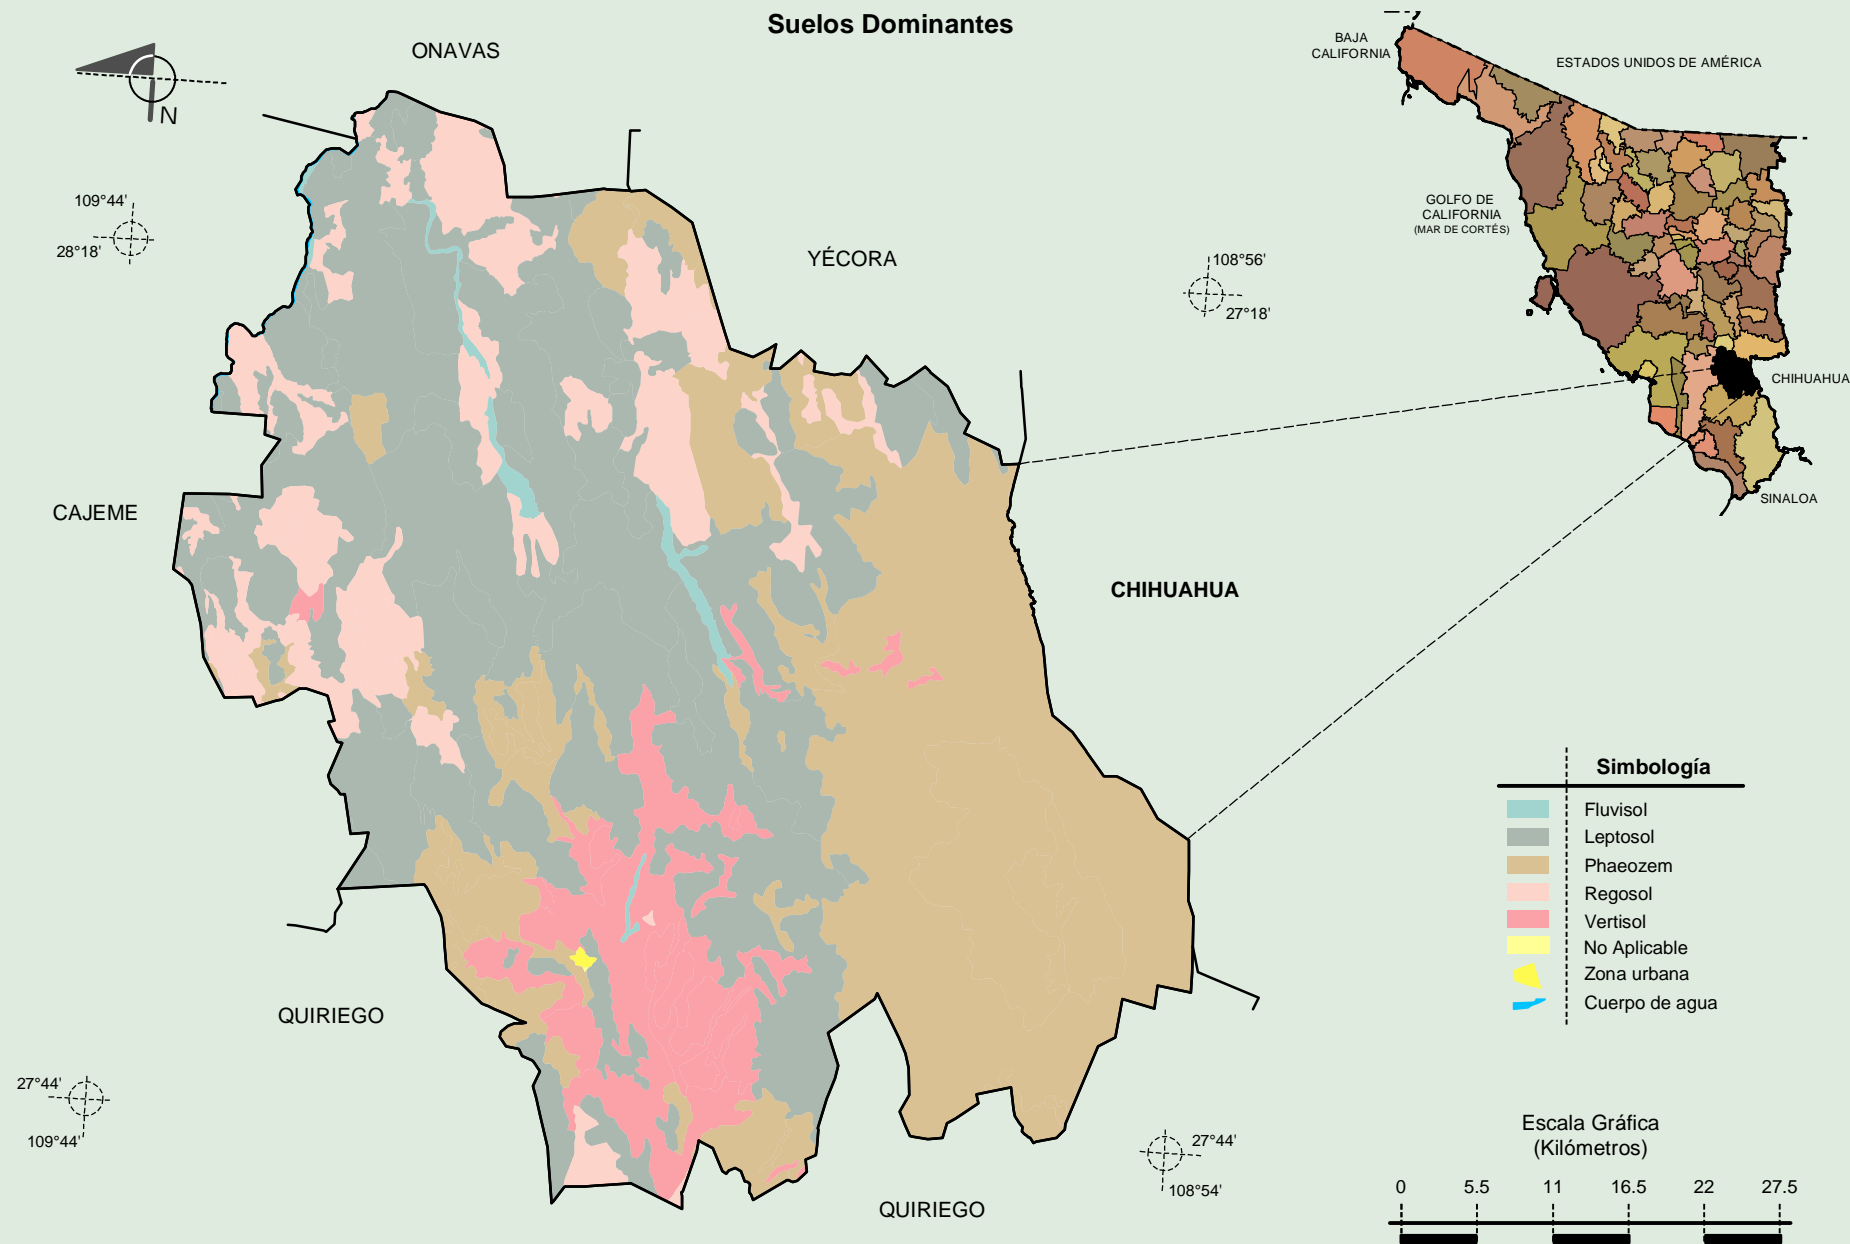 Suelos Dominantes
ONAVAS
N
109°44'
28°18'
YÉCORA
108°56'
27°18'
CAJEME
CHIHUAHUA
QUIRIEGO
27°44'
109°44'
27°44'
108°54'
QUIRIEGO
BAJA
CALIFORNIA
ESTADOS UNIDOS DE AMÉRICA
GOLFO DE
CALIFORNIA
(MAR DE CORTÉS)
CHIHUAHUA
SINALOA
Simbología
Fluvisol
Leptosol
Phaeozem
Regosol
Vertisol
No Aplicable
Zona urbana
Cuerpo de agua
Escala Gráfica
(Kilómetros)
0 5.5 11 16.5 22 27.5